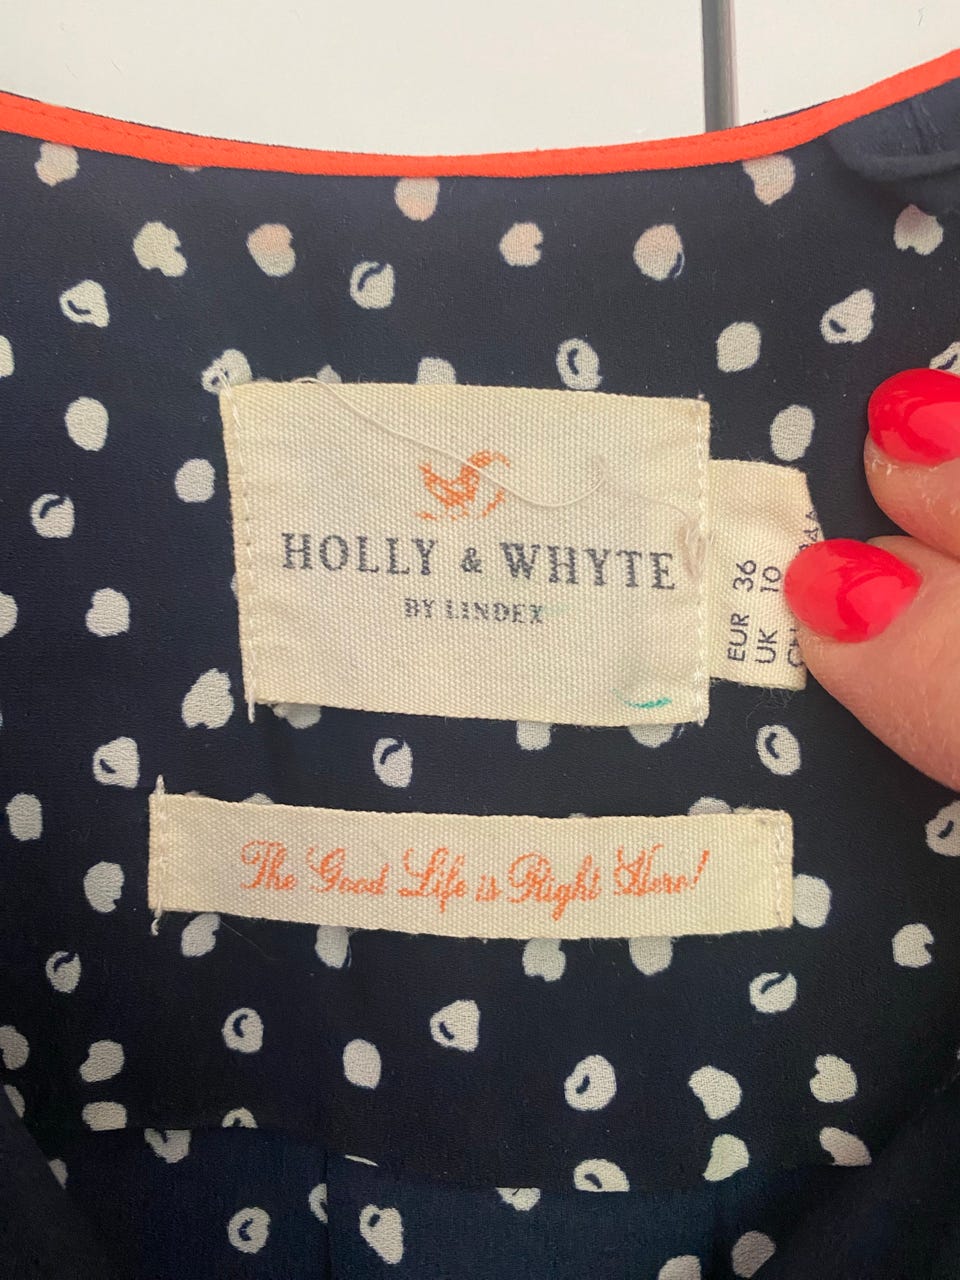 HOLLY & WHYTE
BY LINDEX
EUR 36
UK 10
The Good Life is Right Here!